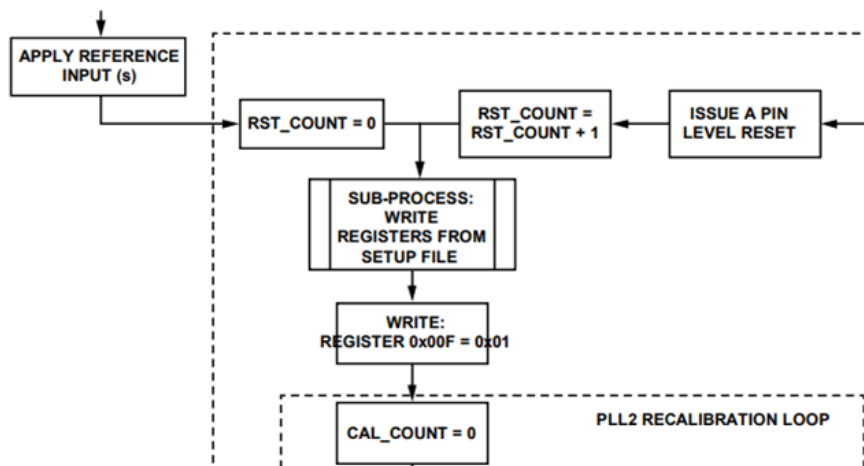 APPLY REFERENCE
INPUT (s)
RST_COUNT = 0
RST_COUNT =
RST_COUNT + 1
ISSUE A PIN
LEVEL RESET
SUB-PROCESS:
WRITE
REGISTERS FROM
SETUP FILE
WRITE:
REGISTER 0x00F = 0x01
CAL_COUNT = 0
PLL2 RECALIBRATION LOOP